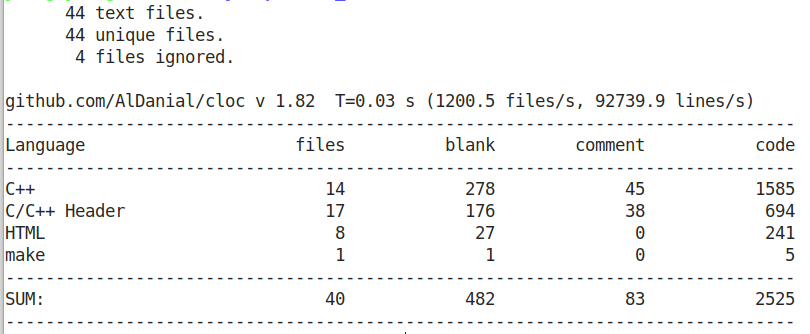 44 text files.
44 unique files.
4 files ignored.
github.com/AlDanial/cloc v 1.82  T=0.03 s (1200.5 files/s, 92739.9 lines/s)
-------------------------------------------------------------------------------
Language                     files          blank        comment           code
-------------------------------------------------------------------------------
C++                             14            278             45           1585
C/C++ Header                    17            176             38            694
HTML                             8             27              0            241
make                             1              1              0              5
-------------------------------------------------------------------------------
SUM:                            40            482             83           2525
-------------------------------------------------------------------------------